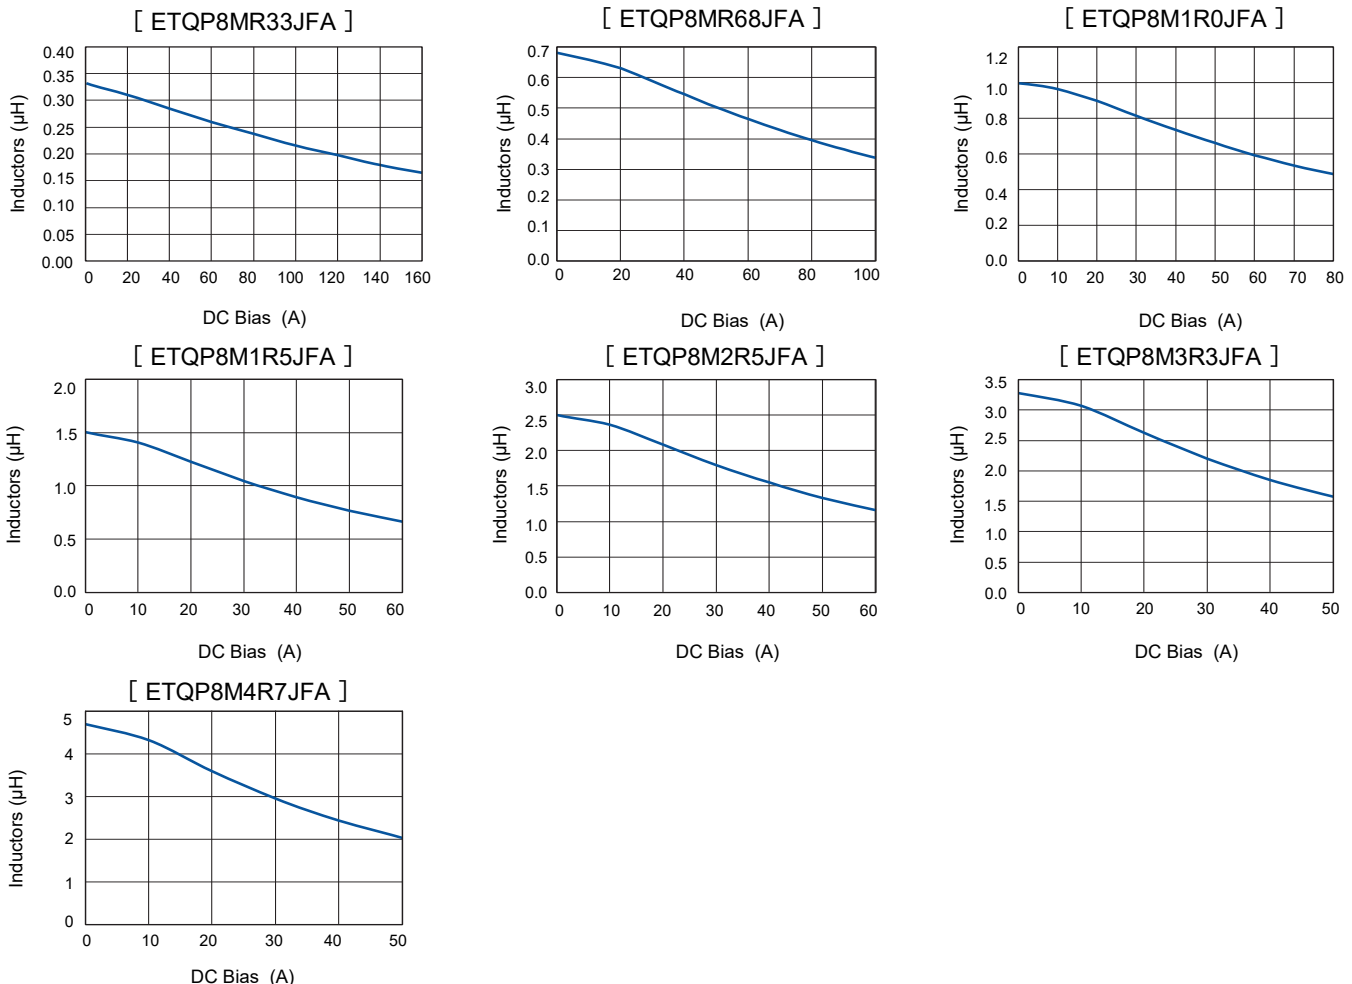 [ ETQP8MR33JFA ]
0.40
0.35
0.30
0.25
0.20
0.15
0.10
0.05
0.00
Inductors (μH)
0 20 40 60 80 100 120 140 160
DC Bias (A)
[ ETQP8MR68JFA ]
0.7
0.6
0.5
0.4
0.3
0.2
0.1
0.0
Inductors (μH)
0 20 40 60 80 100
DC Bias (A)
[ ETQP8M1R0JFA ]
1.2
1.0
0.8
0.6
0.4
0.2
0.0
Inductors (μH)
0 10 20 30 40 50 60 70 80
DC Bias (A)
[ ETQP8M1R5JFA ]
2.0
1.5
1.0
0.5
0.0
Inductors (μH)
0 10 20 30 40 50 60
DC Bias (A)
[ ETQP8M2R5JFA ]
3.0
2.5
2.0
1.5
1.0
0.5
0.0
Inductors (μH)
0 10 20 30 40 50 60
DC Bias (A)
[ ETQP8M3R3JFA ]
3.5
3.0
2.5
2.0
1.5
1.0
0.5
0.0
Inductors (μH)
0 10 20 30 40 50
DC Bias (A)
[ ETQP8M4R7JFA ]
5
4
3
2
1
0
Inductors (μH)
0 10 20 30 40 50
DC Bias (A)